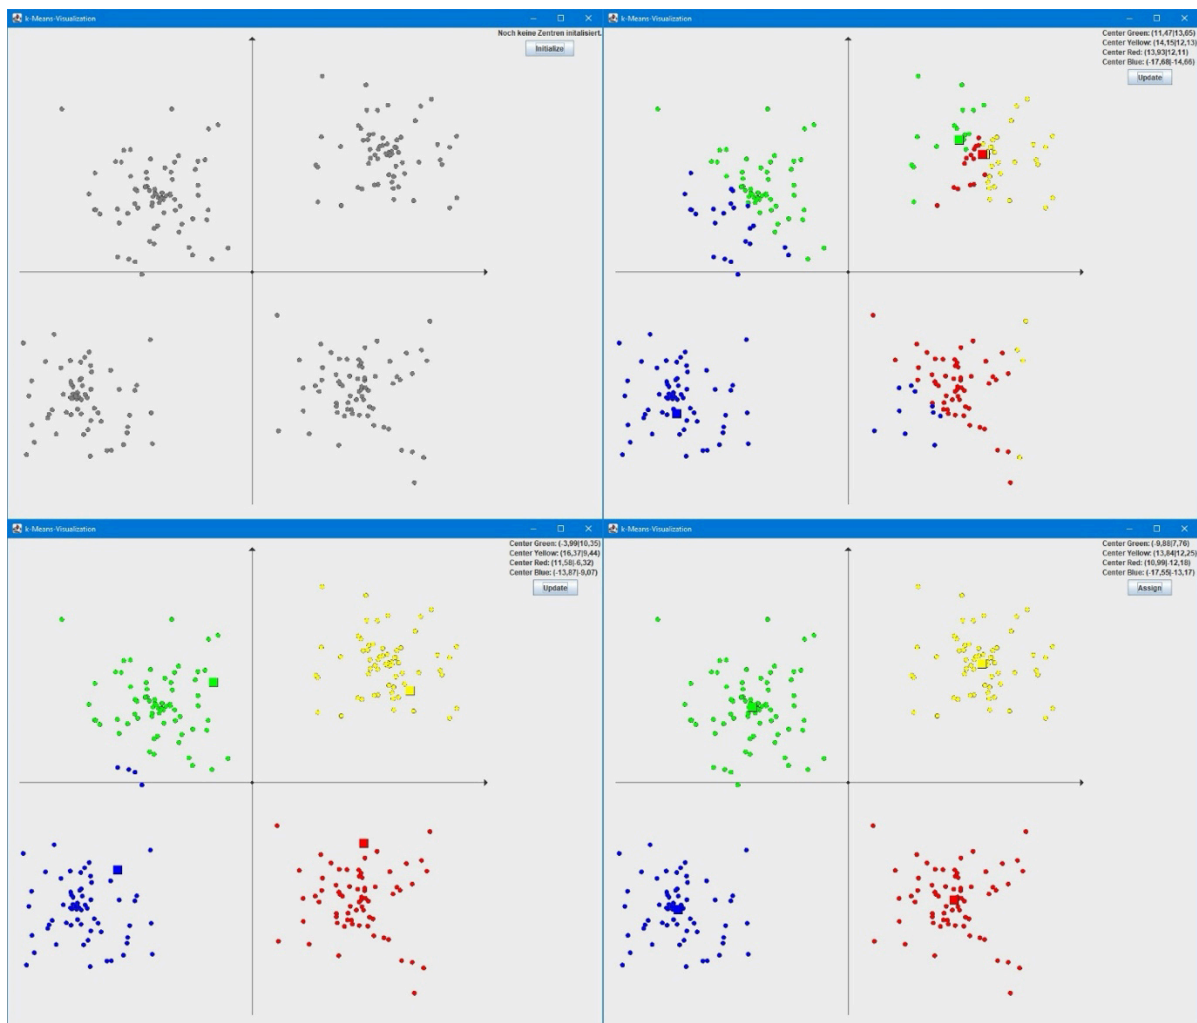 k-Means-Visualization
Noch keine Zentren initalisiert.
Initialize
k-Means-Visualization
Center Green: (11,47|13,65)
Center Yellow: (14,15|12,13)
Center Red: (13,93|12,11)
Center Blue: (-17,68|-14,66)
Update
k-Means-Visualization
Center Green: (-3,99|10,35)
Center Yellow: (16,37|9,44)
Center Red: (11,58|-6,32)
Center Blue: (-13,87|-9,07)
Update
k-Means-Visualization
Center Green: (-9,88|7,76)
Center Yellow: (13,84|12,25)
Center Red: (10,99|-12,18)
Center Blue: (-17,55|-13,17)
Assign